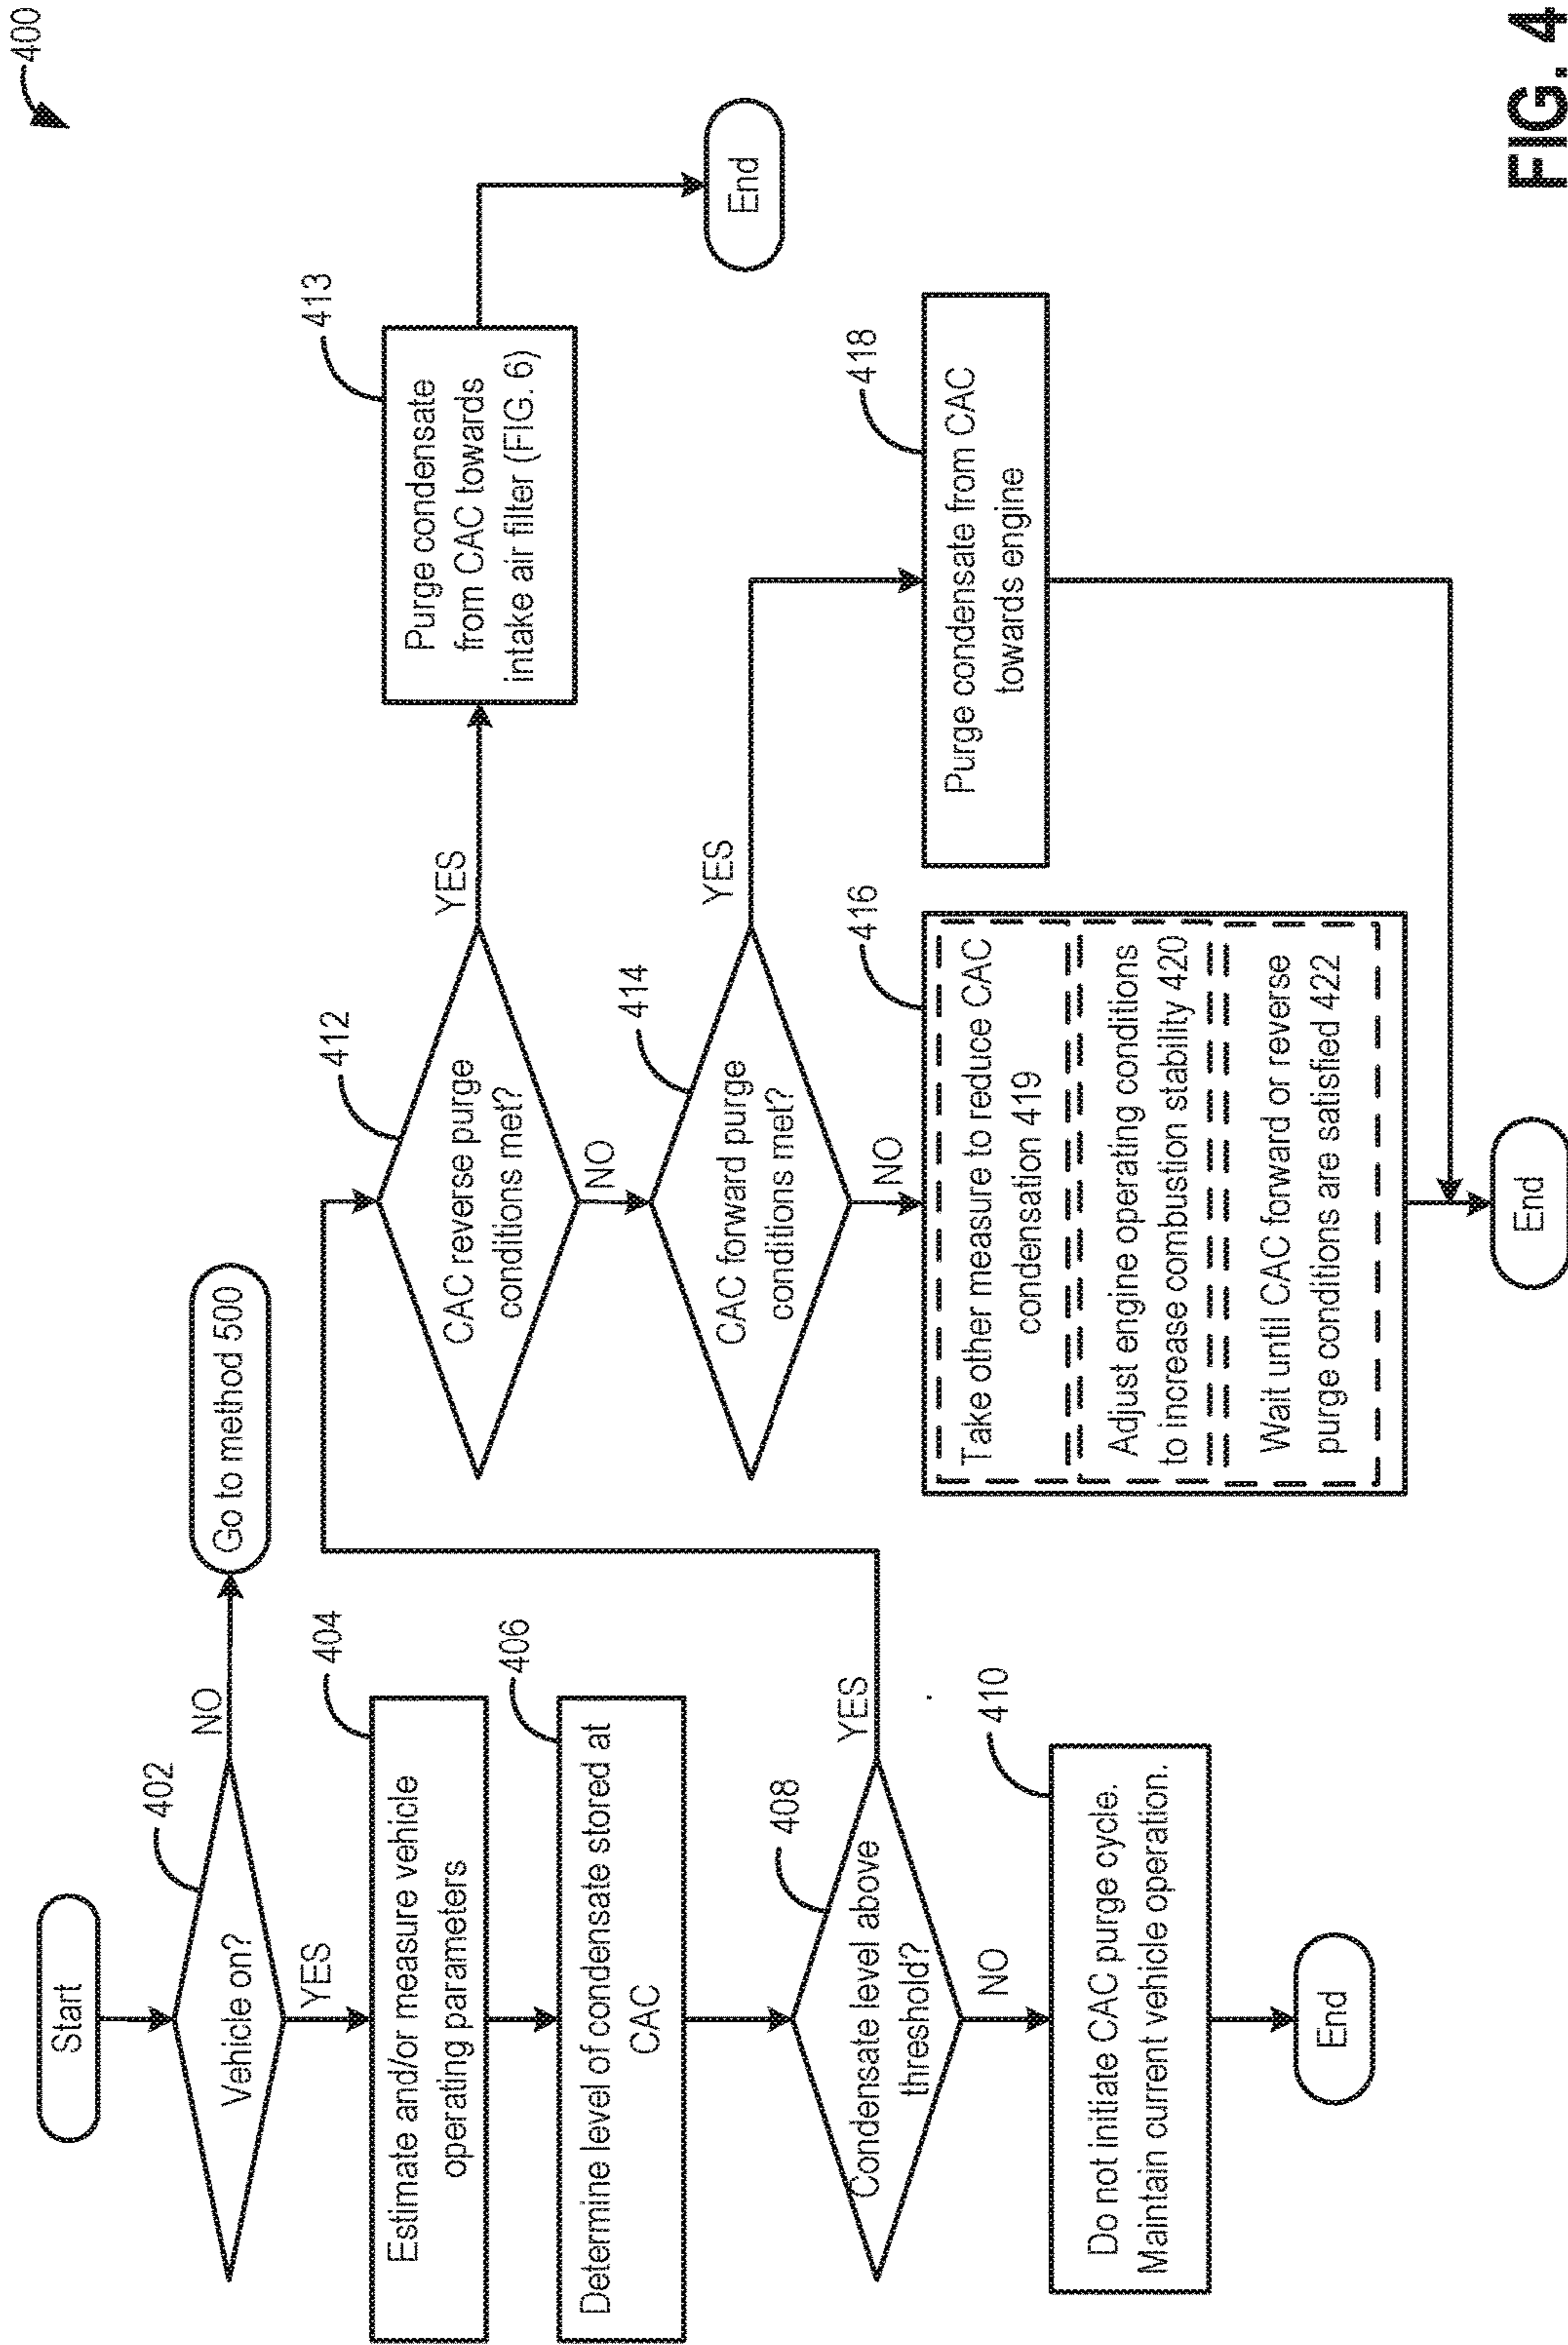 400
Start
402
Vehicle on?
NO
Go to method 500
YES
404
Estimate and/or measure vehicle
operating parameters
406
Determine level of condensate stored at
CAC
408
Condensate level above
threshold?
YES
NO
410
Do not initiate CAC purge cycle.
Maintain current vehicle operation.
End
412
CAC reverse purge
conditions met?
YES
413
Purge condensate
from CAC towards
intake air filter (FIG. 6)
End
NO
414
CAC forward purge
conditions met?
YES
418
Purge condensate from CAC
towards engine
NO
416
Take other measure to reduce CAC
condensation 419
Adjust engine operating conditions
to increase combustion stability 420
Wait until CAC forward or reverse
purge conditions are satisfied 422
End
FIG. 4